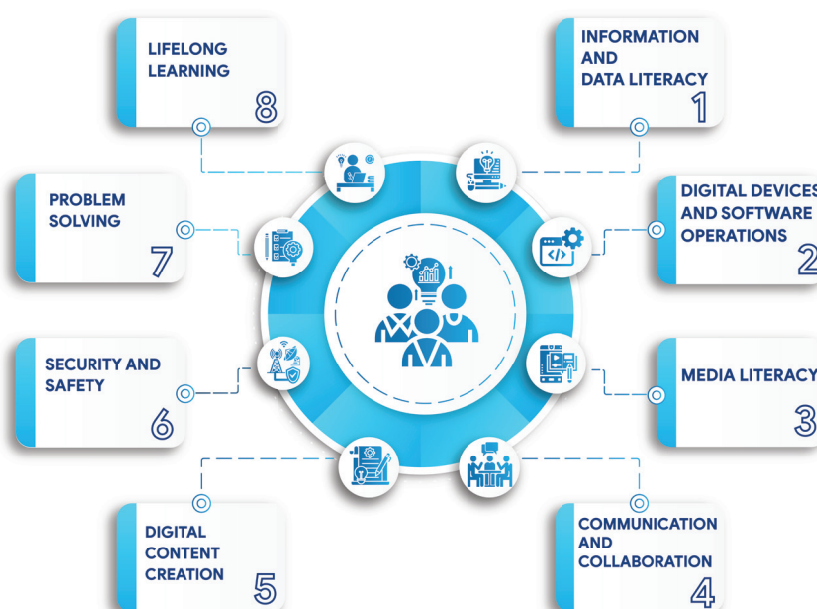 INFORMATION
AND
DATA LITERACY
1
DIGITAL DEVICES
AND SOFTWARE
OPERATIONS
2
MEDIA LITERACY
3
COMMUNICATION
AND
COLLABORATION
4
DIGITAL
CONTENT
CREATION
5
SECURITY AND
SAFETY
6
PROBLEM
SOLVING
7
LIFELONG
LEARNING
8